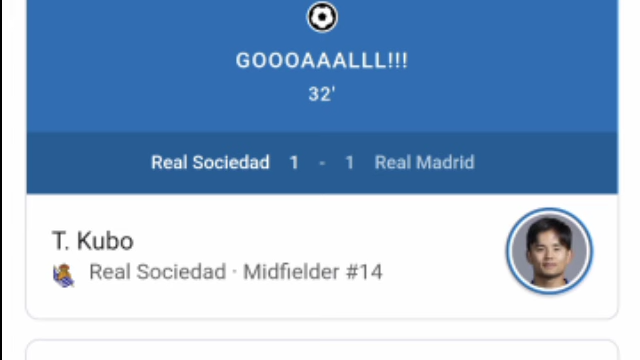 GOOOAAALLL!!!
32'
Real Sociedad 1 - 1 Real Madrid
T. Kubo
Real Sociedad · Midfielder #14